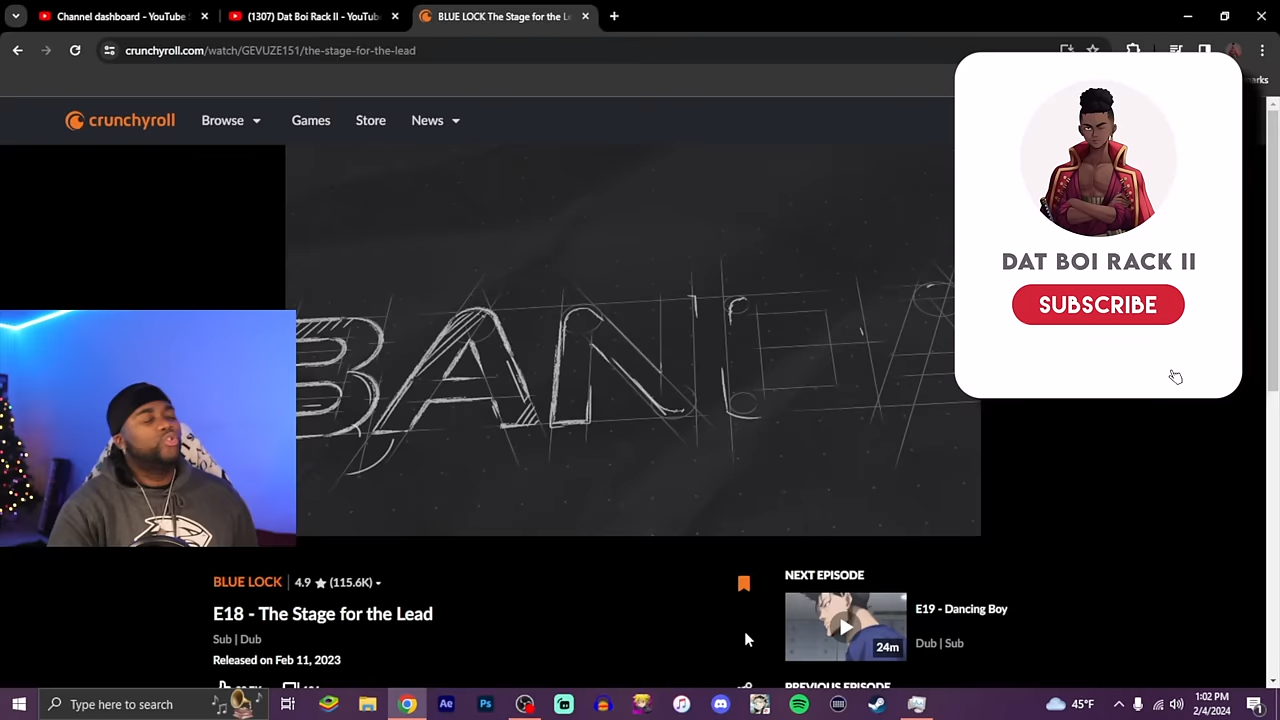 Channel dashboard - YouTube
(1307) Dat Boi Rack II - YouTub
BLUE LOCK The Stage for the L
crunchyroll.com/watch/GEVUZE151/the-stage-for-the-lead
crunchyroll
Browse
Games
Store
News
BAN
DAT BOI RACK II
SUBSCRIBE
BLUE LOCK
4.9 ★ (115.6K)
E18 - The Stage for the Lead
Sub | Dub
Released on Feb 11, 2023
NEXT EPISODE
24m
E19 - Dancing Boy
Dub | Sub
Type here to search
Ae
Ps
45°F
1:02 PM
2/4/2024